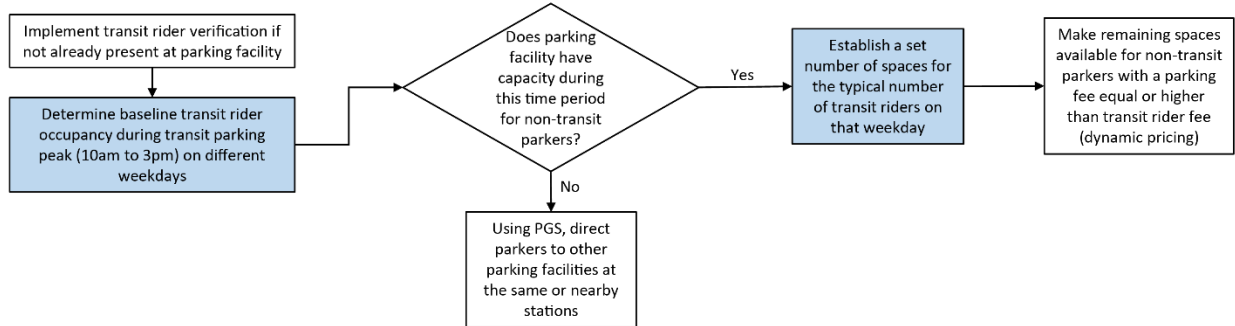 Implement transit rider verification if
not already present at parking facility
Determine baseline transit rider
occupancy during transit parking
peak (10am to 3pm) on different
weekdays
Does parking
facility have
capacity during
this time period
for non-transit
parkers?
Yes
Establish a set
number of spaces for
the typical number
of transit riders on
that weekday
Make remaining spaces
available for non-transit
parkers with a parking
fee equal or higher
than transit rider fee
(dynamic pricing)
No
Using PGS, direct
parkers to other
parking facilities at
the same or nearby
stations